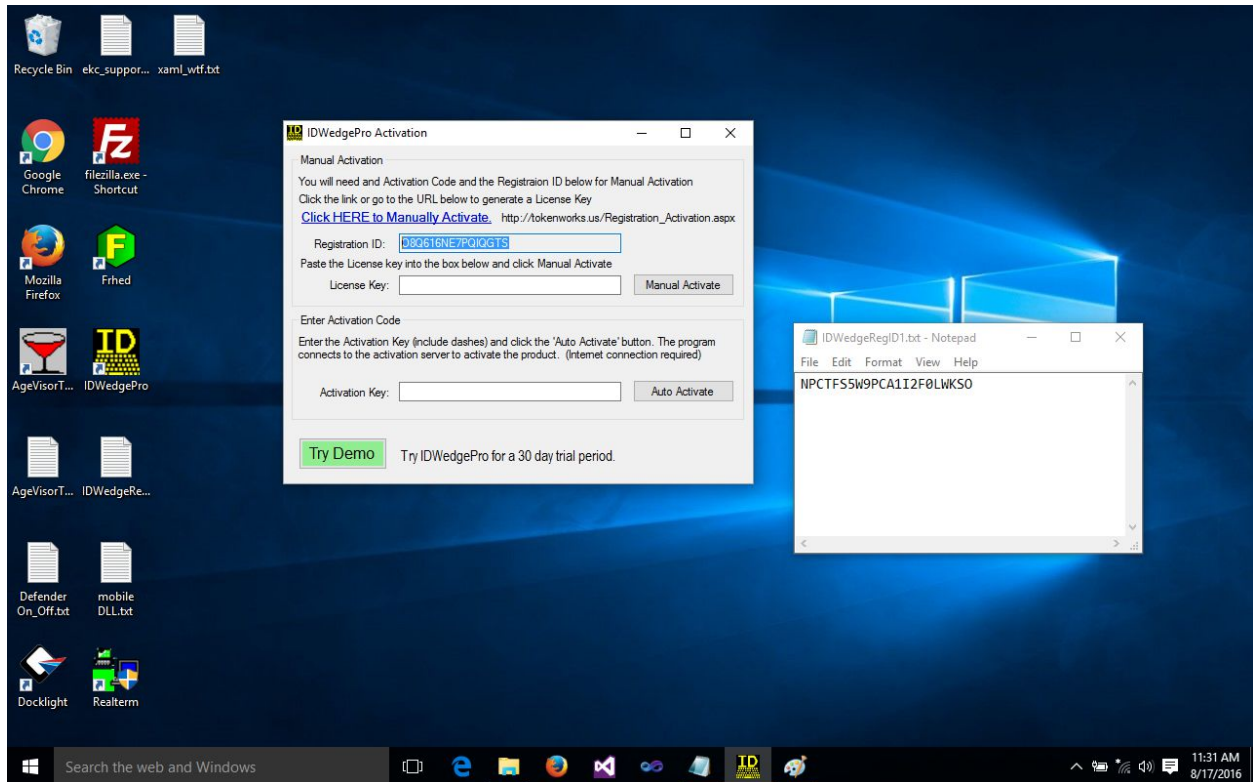 Recycle Bin
ekc_suppor...
xaml_wtf.txt
Google
Chrome
filezilla.exe -
Shortcut
Mozilla
Firefox
Frhed
AgeVisorT...
IDWedgePro
AgeVisorT...
IDWedgeRe...
Defender
On_Off.txt
mobile
DLL.txt
Docklight
Realterm
IDWedgePro Activation
Manual Activation
You will need and Activation Code and the Registraion ID below for Manual Activation
Click the link or go to the URL below to generate a License Key
Click HERE to Manually Activate. http://tokenworks.us/Registration_Activation.aspx
Registration ID:
Paste the License key into the box below and click Manual Activate
License Key: Manual Activate
Enter Activation Code
Enter the Activation Key (include dashes) and click the 'Auto Activate' button. The program
connects to the activation server to activate the product. (Internet connection required)
Activation Key: Auto Activate
Try Demo Try IDWedgePro for a 30 day trial period.
IDWedgeRegID1.txt - Notepad
File Edit Format View Help
NPCTFS5W9PCA1I2F0LWKSO
Search the web and Windows
ID
11:31 AM
8/17/2016